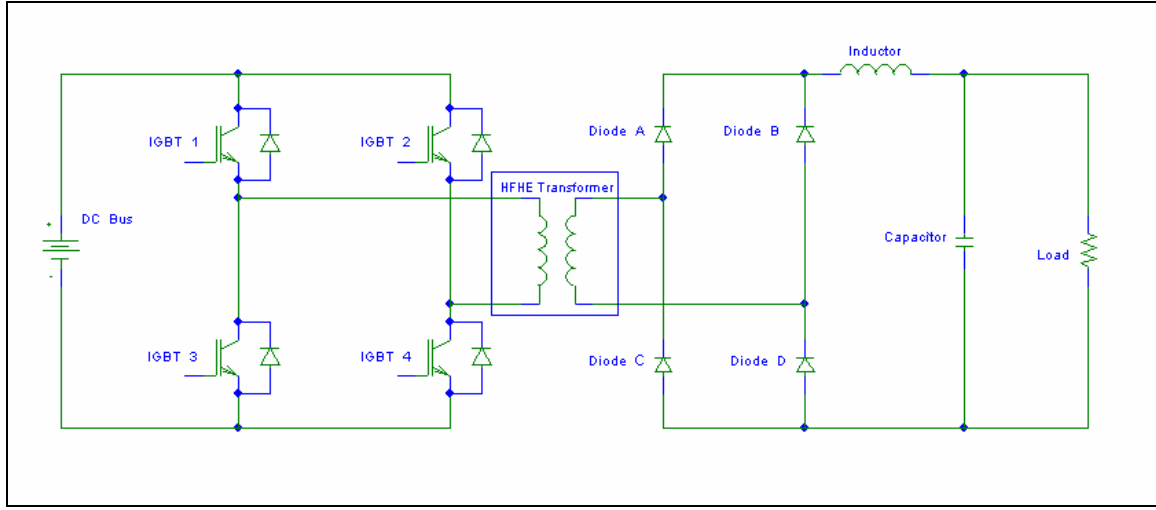 Inductor
IGBT 1
IGBT 2
Diode A
Diode B
HFHE Transformer
+
DC Bus
-
Capacitor
Load
IGBT 3
IGBT 4
Diode C
Diode D